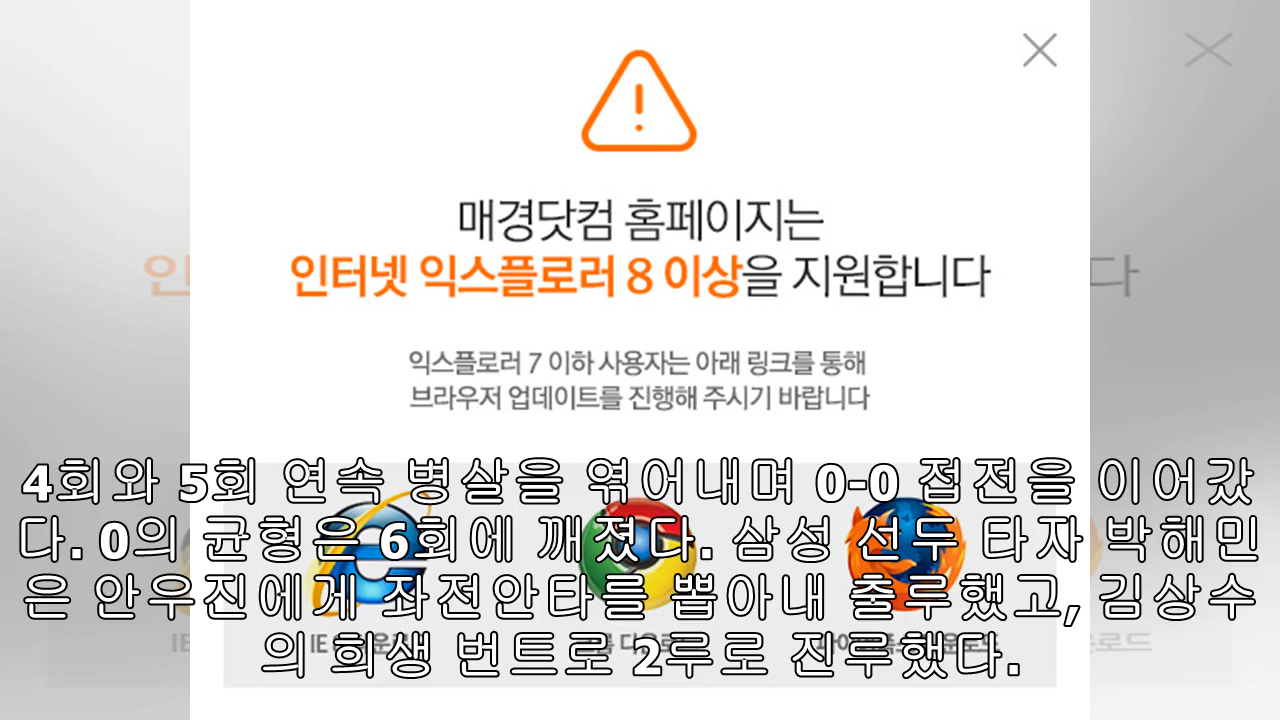 매경닷컴 홈페이지는
인터넷 익스플로러 8 이상을 지원합니다
익스플로러 7 이하 사용자는 아래 링크를 통해
브라우저 업데이트를 진행해 주시기 바랍니다
4회와 5회 연속 병살을 엮어내며 0-0 접전을 이어갔
다. 0의 균형은 6회에 깨졌다. 삼성 선두 타자 박해민
은 안우진에게 좌전안타를 뽑아내 출루했고, 김상수
의 희생 번트로 2루로 진루했다.